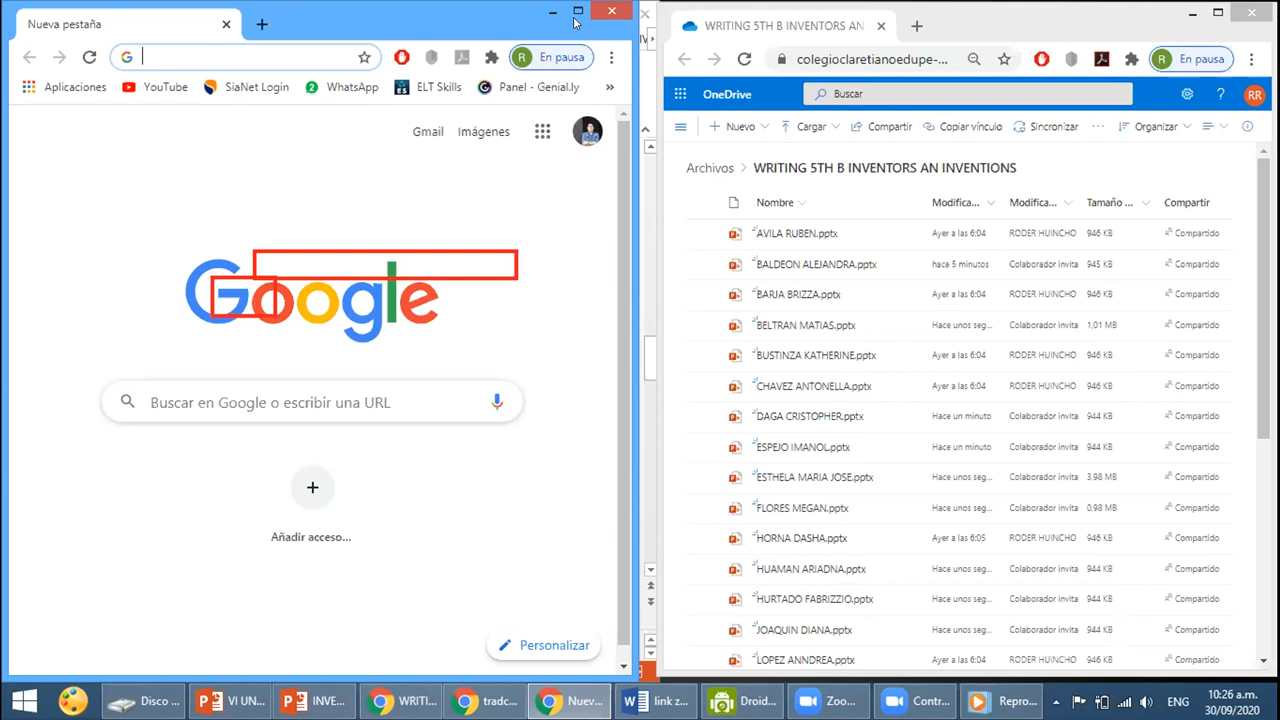 Nueva pestaña
En pausa
Aplicaciones YouTube SiaNet Login WhatsApp ELT Skills Panel - Genial.ly »
Gmail Imágenes
Google
Buscar en Google o escribir una URL
Añadir acceso...
Personalizar
WRITING 5TH B INVENTORS AN
colegioclaretianoedupe-...
En pausa
OneDrive
Buscar
RR
Nuevo Cargar Compartir Copiar vínculo Sincronizar ... Organizar
Archivos > WRITING 5TH B INVENTORS AN INVENTIONS
Nombre Modifica... Modifica... Tamaño ... Compartir
AVILA RUBEN.pptx Ayer a las 6:04 RODER HUINCHO 946 KB Compartido
BALDEON ALEJANDRA.pptx hace 5 minutos Colaborador invita 945 KB Compartido
BARJA BRIZZA.pptx Ayer a las 6:04 RODER HUINCHO 946 KB Compartido
BELTRAN MATIAS.pptx Hace unos seg... Colaborador invita 1,01 MB Compartido
BUSTINZA KATHERINE.pptx Ayer a las 6:04 RODER HUINCHO 946 KB Compartido
CHAVEZ ANTONELLA.pptx Ayer a las 6:04 RODER HUINCHO 946 KB Compartido
DAGA CRISTOPHER.pptx Hace un minuto Colaborador invita 944 KB Compartido
ESPEJO IMANOL.pptx Hace un minuto Colaborador invita 944 KB Compartido
ESTHELA MARIA JOSE.pptx Hace unos seg... Colaborador invita 3,98 MB Compartido
FLORES MEGAN.pptx Hace unos seg... Colaborador invita 0,98 MB Compartido
HORNA DASHA.pptx Ayer a las 6:05 RODER HUINCHO 946 KB Compartido
HUAMAN ARIADNA.pptx Hace unos seg... Colaborador invita 944 KB Compartido
HURTADO FABRIZZIO.pptx Hace unos seg... Colaborador invita 944 KB Compartido
JOAQUIN DIANA.pptx Hace unos seg... Colaborador invita 944 KB Compartido
LOPEZ ANNDREA.pptx Ayer a las 6:06 RODER HUINCHO 946 KB Compartido
Disco ... VI UN... INVE... WRITI... tradc... Nuev... link z... Droid... Zoo... Contr... Repro... ENG 10:26 a.m.
30/09/2020